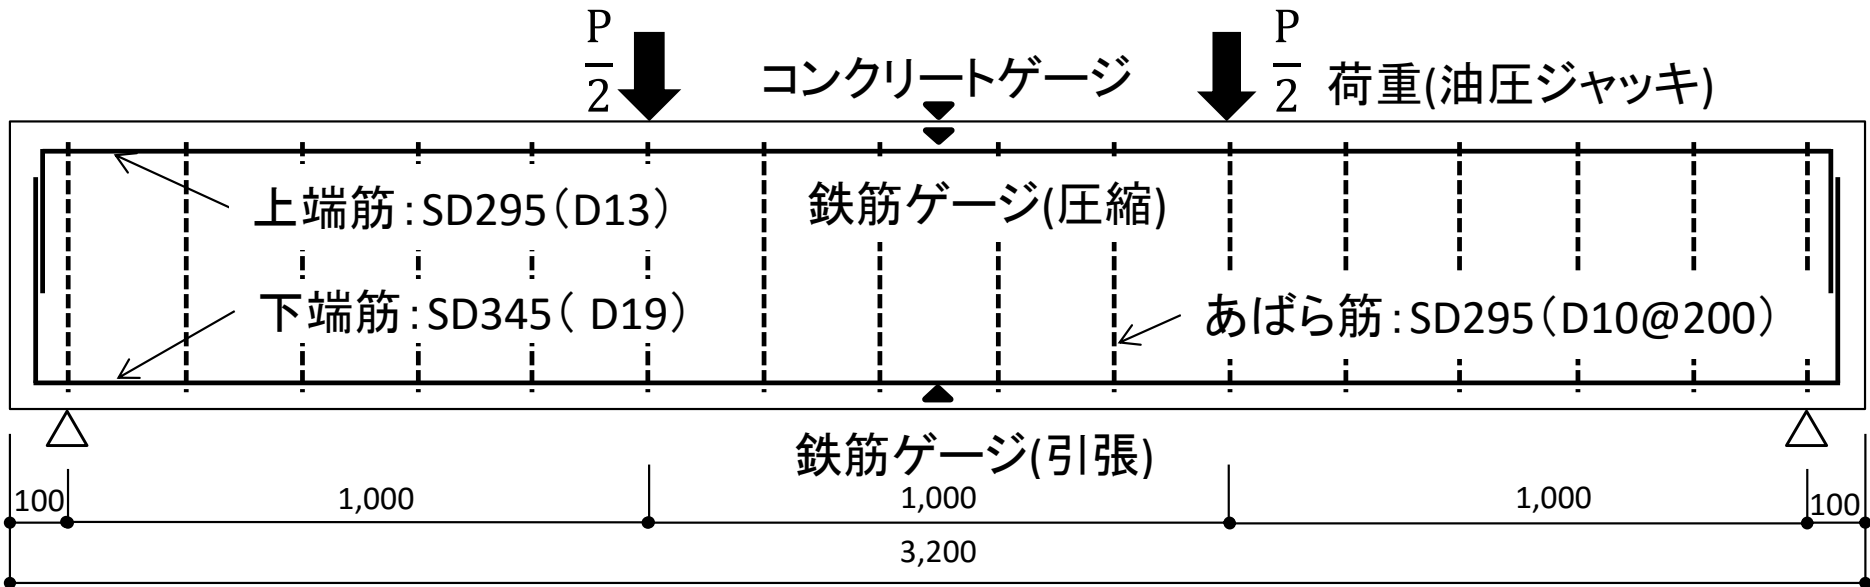 P
2
コンクリートゲージ
P
2
荷重(油圧ジャッキ)
上端筋:SD295(D13)
鉄筋ゲージ(圧縮)
下端筋:SD345( D19)
あばら筋:SD295(D10@200)
鉄筋ゲージ(引張)
100
1,000
1,000
1,000
100
3,200